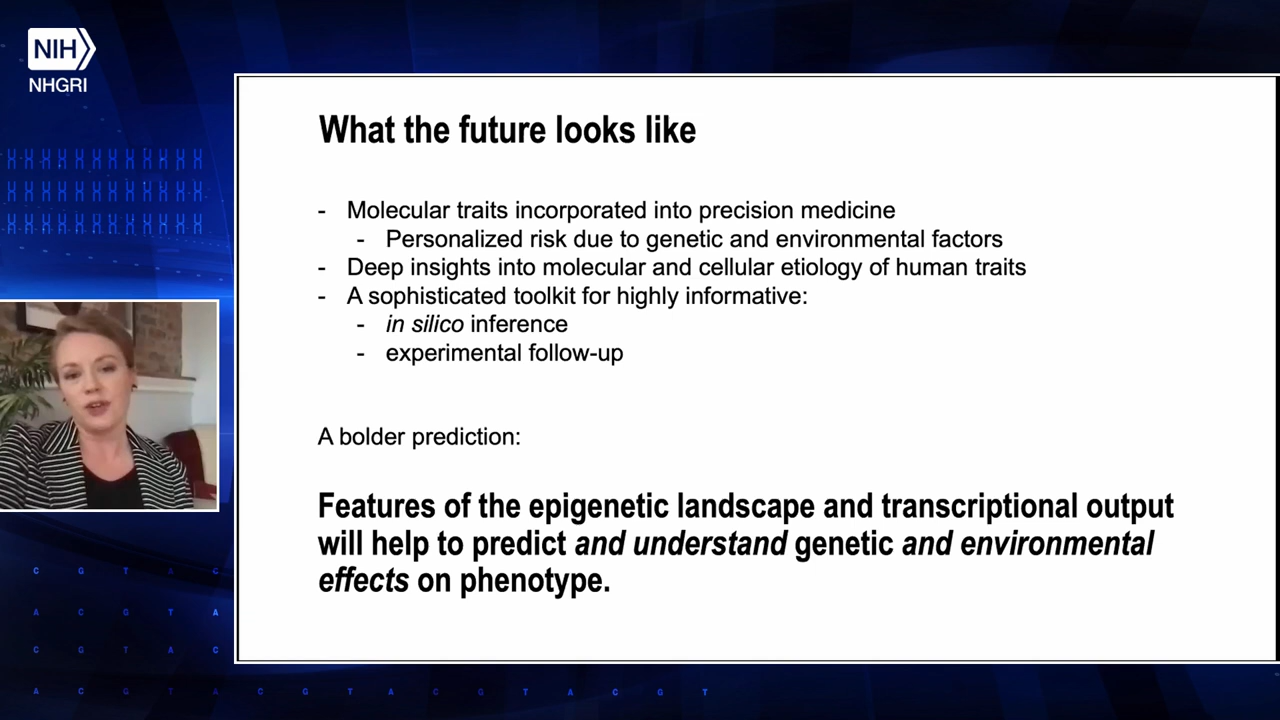 NIH
NHGRI
What the future looks like
- Molecular traits incorporated into precision medicine
- Personalized risk due to genetic and environmental factors
- Deep insights into molecular and cellular etiology of human traits
- A sophisticated toolkit for highly informative:
- in silico inference
- experimental follow-up
A bolder prediction:
Features of the epigenetic landscape and transcriptional output
will help to predict and understand genetic and environmental
effects on phenotype.
C G T A C
A C G T A
C G T A C
A C G T A C G T A C G T A C G T